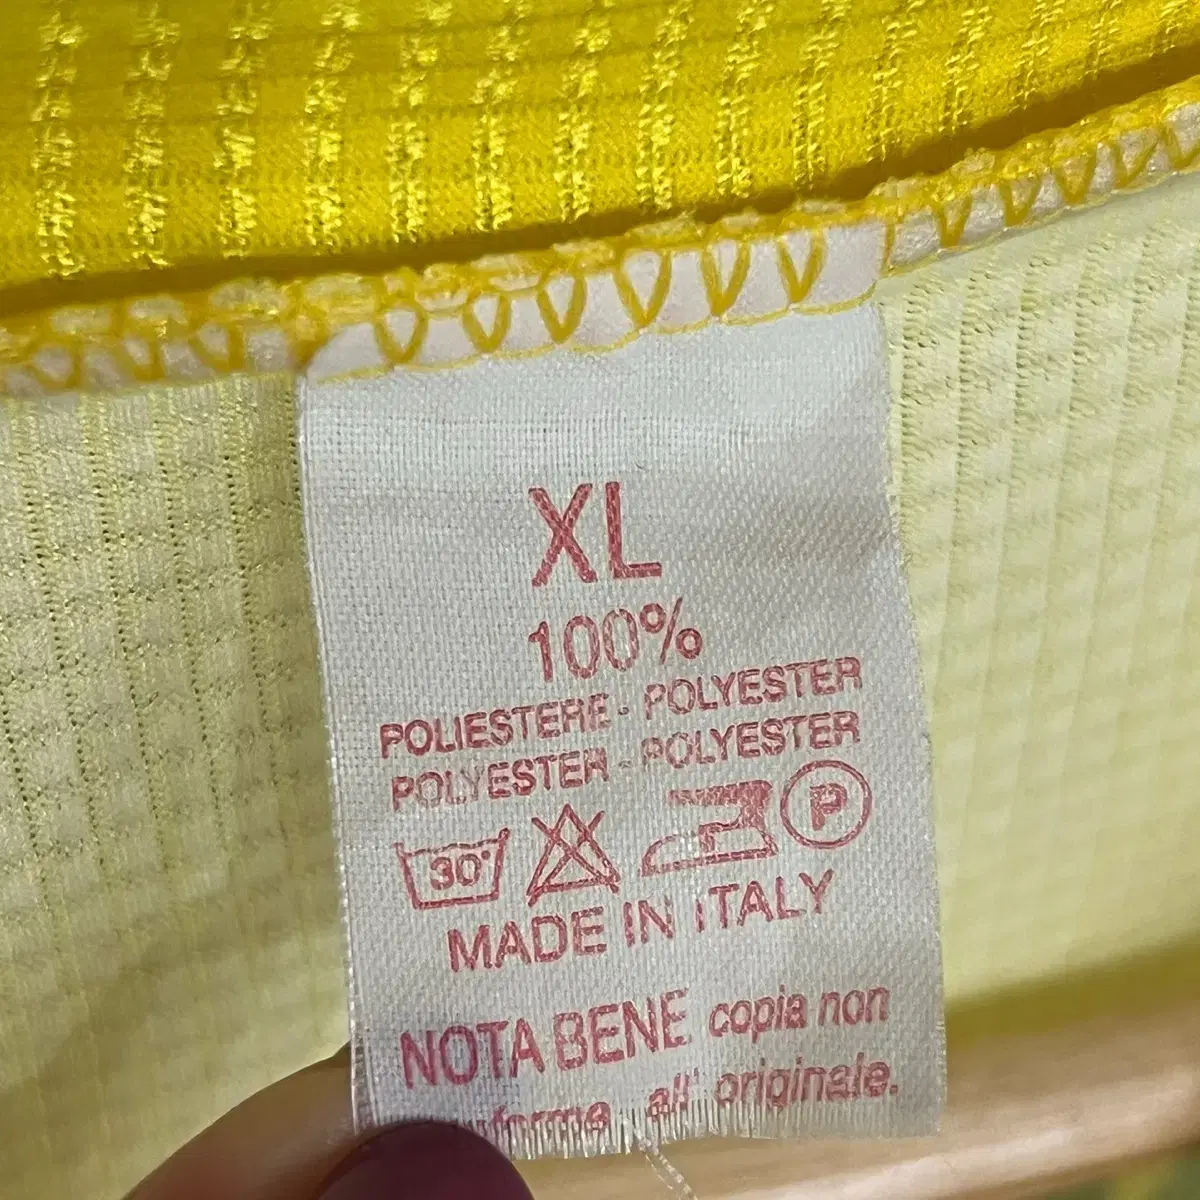 XL
100%
POLIESTERE - POLYESTER
POLYESTER - POLYESTER
30° P
MADE IN ITALY
NOTA BENE copia non
all' originale.